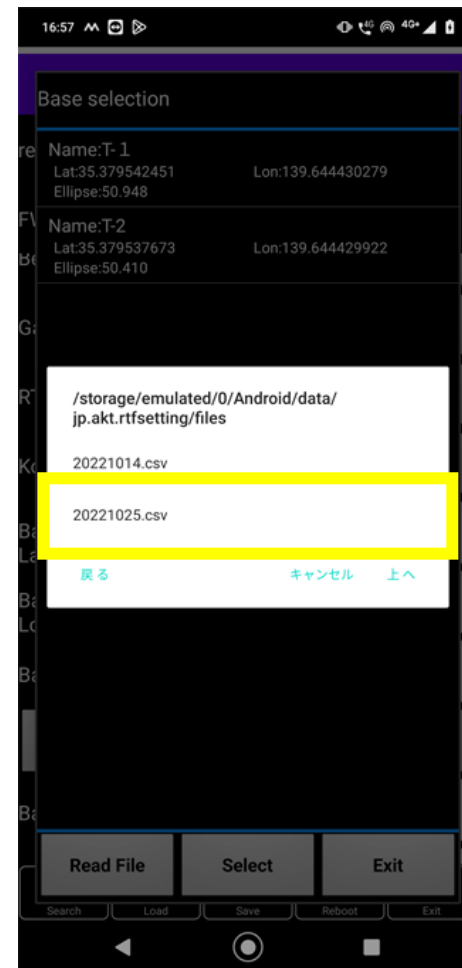 16:57
4G
4G+
Base selection
re
Name:T-１
Lat:35.379542451 Lon:139.644430279
Ellipse:50.948
Name:T-2
Lat:35.379537673 Lon:139.644429922
Ellipse:50.410
/storage/emulated/0/Android/data/
jp.akt.rtfsetting/files
20221014.csv
20221025.csv
戻る キャンセル 上へ
Read File Select Exit
Search Load Save Reboot Exit